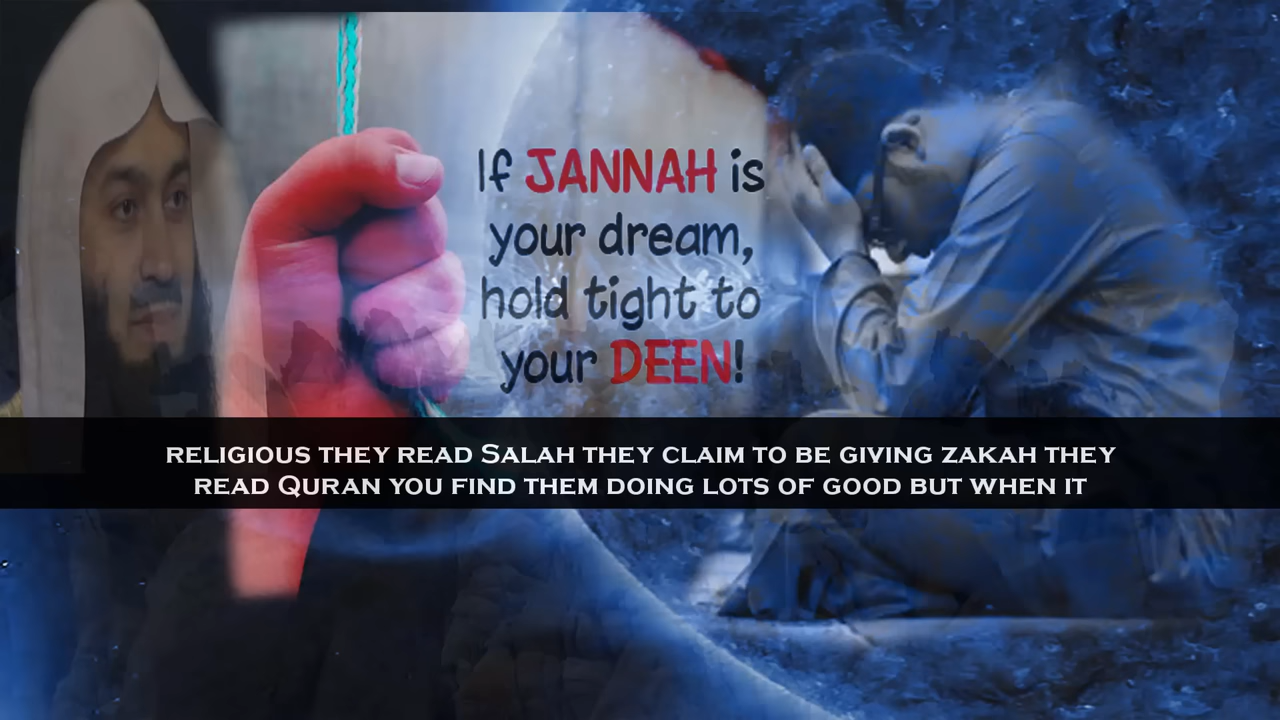 If JANNAH is
your dream,
hold tight to
your DEEN!
RELIGIOUS THEY READ SALAH THEY CLAIM TO BE GIVING ZAKAH THEY
READ QURAN YOU FIND THEM DOING LOTS OF GOOD BUT WHEN IT